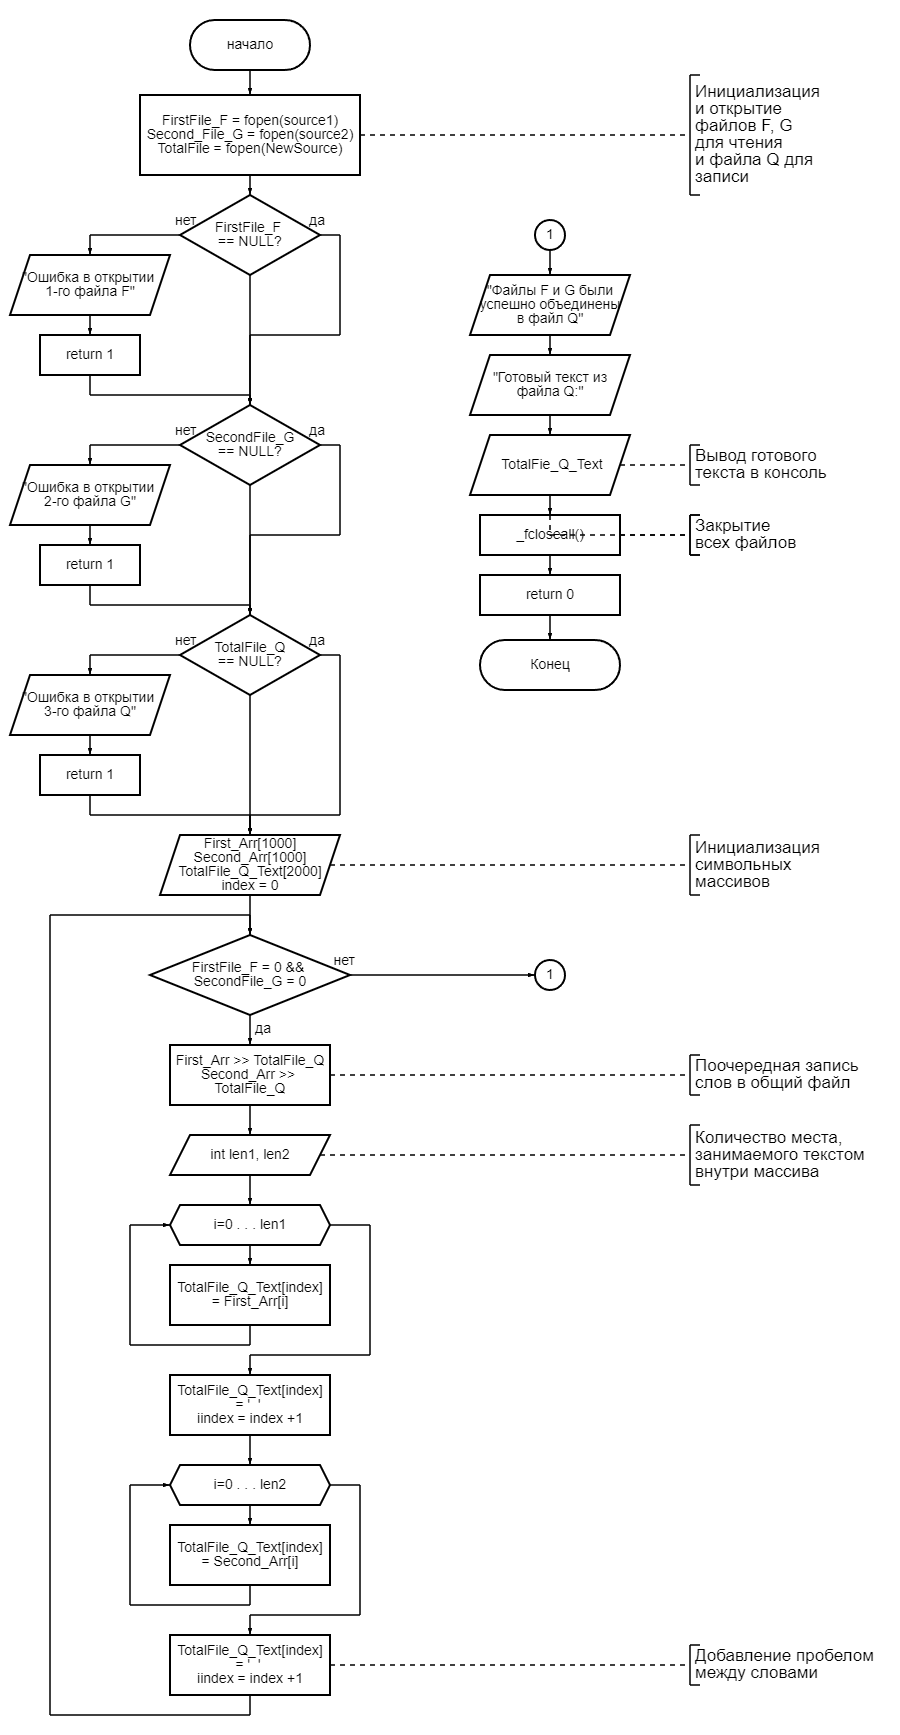 начало
FirstFile_F = fopen(source1)
Second_File_G = fopen(source2)
TotalFile = fopen(NewSource)
Инициализация
и открытие
файлов F, G
для чтения
и файла Q для
записи
нет
FirstFile_F
== NULL?
да
"Ошибка в открытии
1-го файла F"
return 1
нет
SecondFile_G
== NULL?
да
"Ошибка в открытии
2-го файла G"
return 1
нет
TotalFile_Q
== NULL?
да
"Ошибка в открытии
3-го файла Q"
return 1
First_Arr[1000]
Second_Arr[1000]
TotalFile_Q_Text[2000]
index = 0
Инициализация
символьных
массивов
FirstFile_F = 0 &&
SecondFile_G = 0
нет
1
да
First_Arr >> TotalFile_Q
Second_Arr >>
TotalFile_Q
Поочередная запись
слов в общий файл
int len1, len2
Количество места,
занимаемого текстом
внутри массива
i=0 . . . len1
TotalFile_Q_Text[index]
= First_Arr[i]
TotalFile_Q_Text[index]
= ' '
iindex = index +1
i=0 . . . len2
TotalFile_Q_Text[index]
= Second_Arr[i]
TotalFile_Q_Text[index]
= ' '
iindex = index +1
Добавление пробелом
между словами
1
"Файлы F и G были
успешно объединены
в файл Q"
"Готовый текст из
файла Q:"
TotalFie_Q_Text
Вывод готового
текста в консоль
_fcloseall()
Закрытие
всех файлов
return 0
Конец